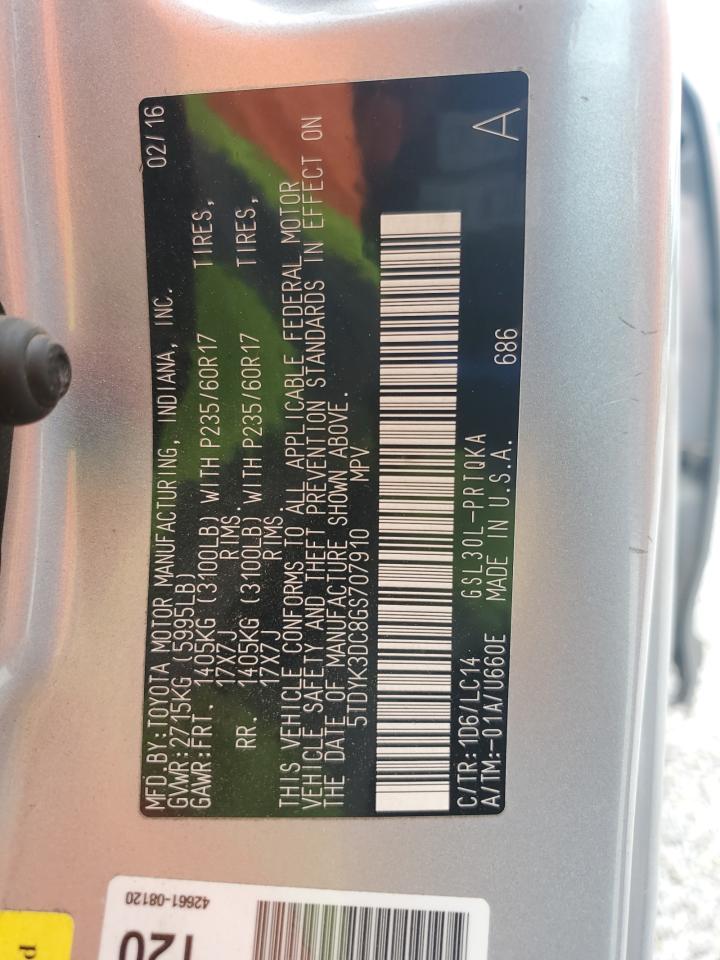 MFD.BY:TOYOTA MOTOR MANUFACTURING, INDIANA, INC. 02/16
GVWR:2715KG (5995LB)
GAWR:FRT. 1405KG (3100LB) WITH P235/60R17 TIRES,
17X7J RIMS.
RR. 1405KG (3100LB) WITH P235/60R17 TIRES,
17X7J RIMS.
THIS VEHICLE CONFORMS TO ALL APPLICABLE FEDERAL MOTOR
VEHICLE SAFETY AND THEFT PREVENTION STANDARDS IN EFFECT ON
THE DATE OF MANUFACTURE SHOWN ABOVE.
5TDYK3DC8GS707910 MPV
C/TR:1D6/LC14 GSL30L-PRTQKA 686 A
A/TM:-01A/U660E MADE IN U.S.A.
42661-08120
120
P